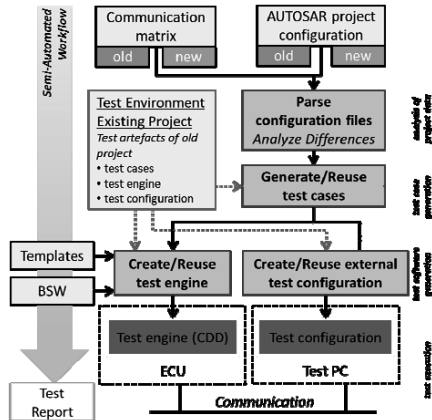 Semi-Automated
Workflow
Communication
matrix
old
new
AUTOSAR project
configuration
old
new
Parse
configuration files
Analyze Differences
analysis of
project data
Test Environment
Existing Project
Test artefacts of old
project
• test cases
• test engine
• test configuration
Generate/Reuse
test cases
test case
generation
Templates
BSW
Create/Reuse
test engine
Create/Reuse external
test configuration
test software
generation
Test engine (CDD)
ECU
Test configuration
Test PC
test execution
Test
Report
Communication